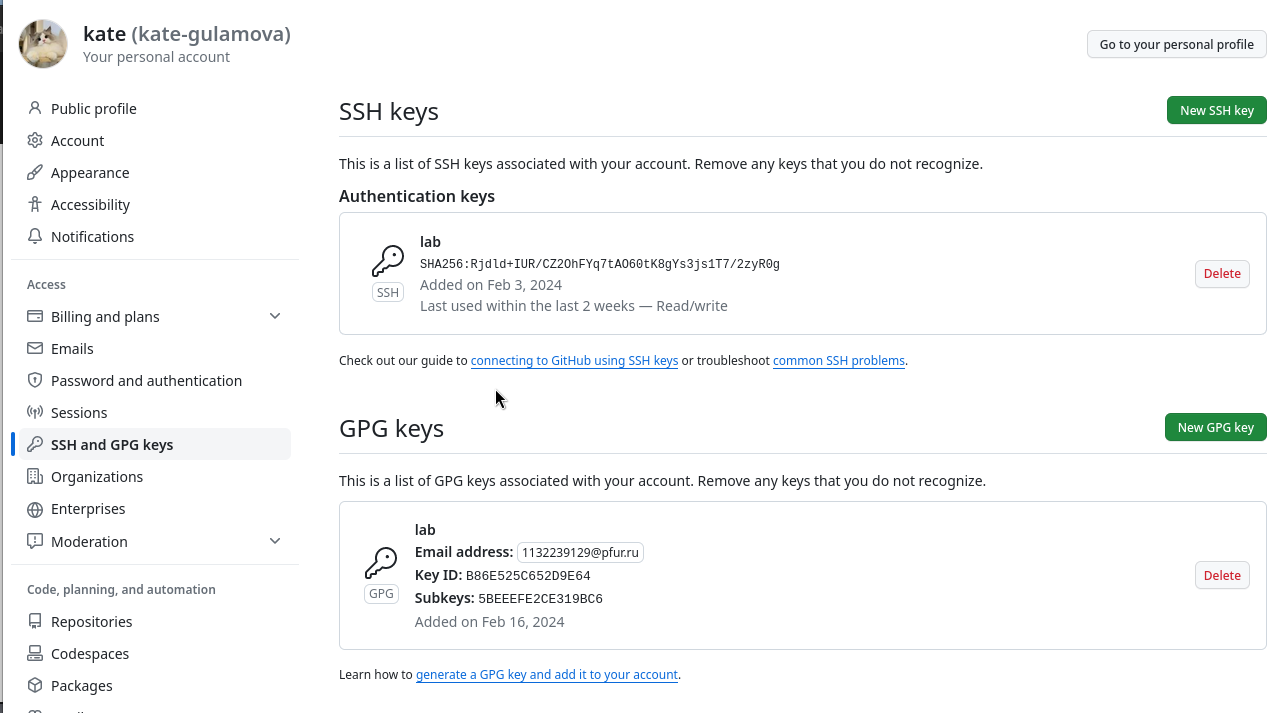 kate (kate-gulamova)
Your personal account
Go to your personal profile
Public profile
Account
Appearance
Accessibility
Notifications
Access
Billing and plans
Emails
Password and authentication
Sessions
SSH and GPG keys
Organizations
Enterprises
Moderation
Code, planning, and automation
Repositories
Codespaces
Packages
SSH keys
New SSH key
This is a list of SSH keys associated with your account. Remove any keys that you do not recognize.
Authentication keys
lab
SHA256:Rjdld+IUR/CZ2OhFYq7tAO60tK8gYs3js1T7/2zyR0g
Added on Feb 3, 2024
Last used within the last 2 weeks — Read/write
SSH
Delete
Check out our guide to connecting to GitHub using SSH keys or troubleshoot common SSH problems.
GPG keys
New GPG key
This is a list of GPG keys associated with your account. Remove any keys that you do not recognize.
lab
Email address: 1132239129@pfur.ru
Key ID: B86E525C652D9E64
Subkeys: 5BEEEFE2CE319BC6
Added on Feb 16, 2024
GPG
Delete
Learn how to generate a GPG key and add it to your account.